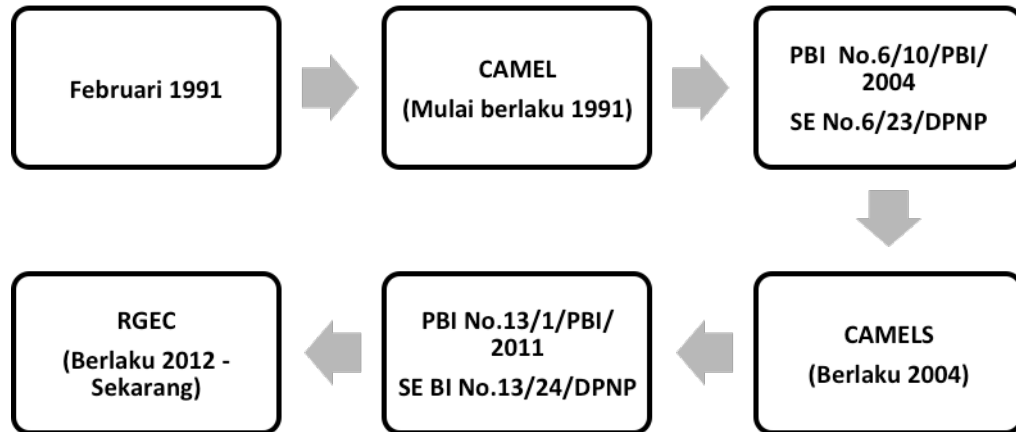 Februari 1991
CAMEL
(Mulai berlaku 1991)
PBI No.6/10/PBI/
2004
SE No.6/23/DPNP
CAMELS
(Berlaku 2004)
PBI No.13/1/PBI/
2011
SE BI No.13/24/DPNP
RGEC
(Berlaku 2012 -
Sekarang)